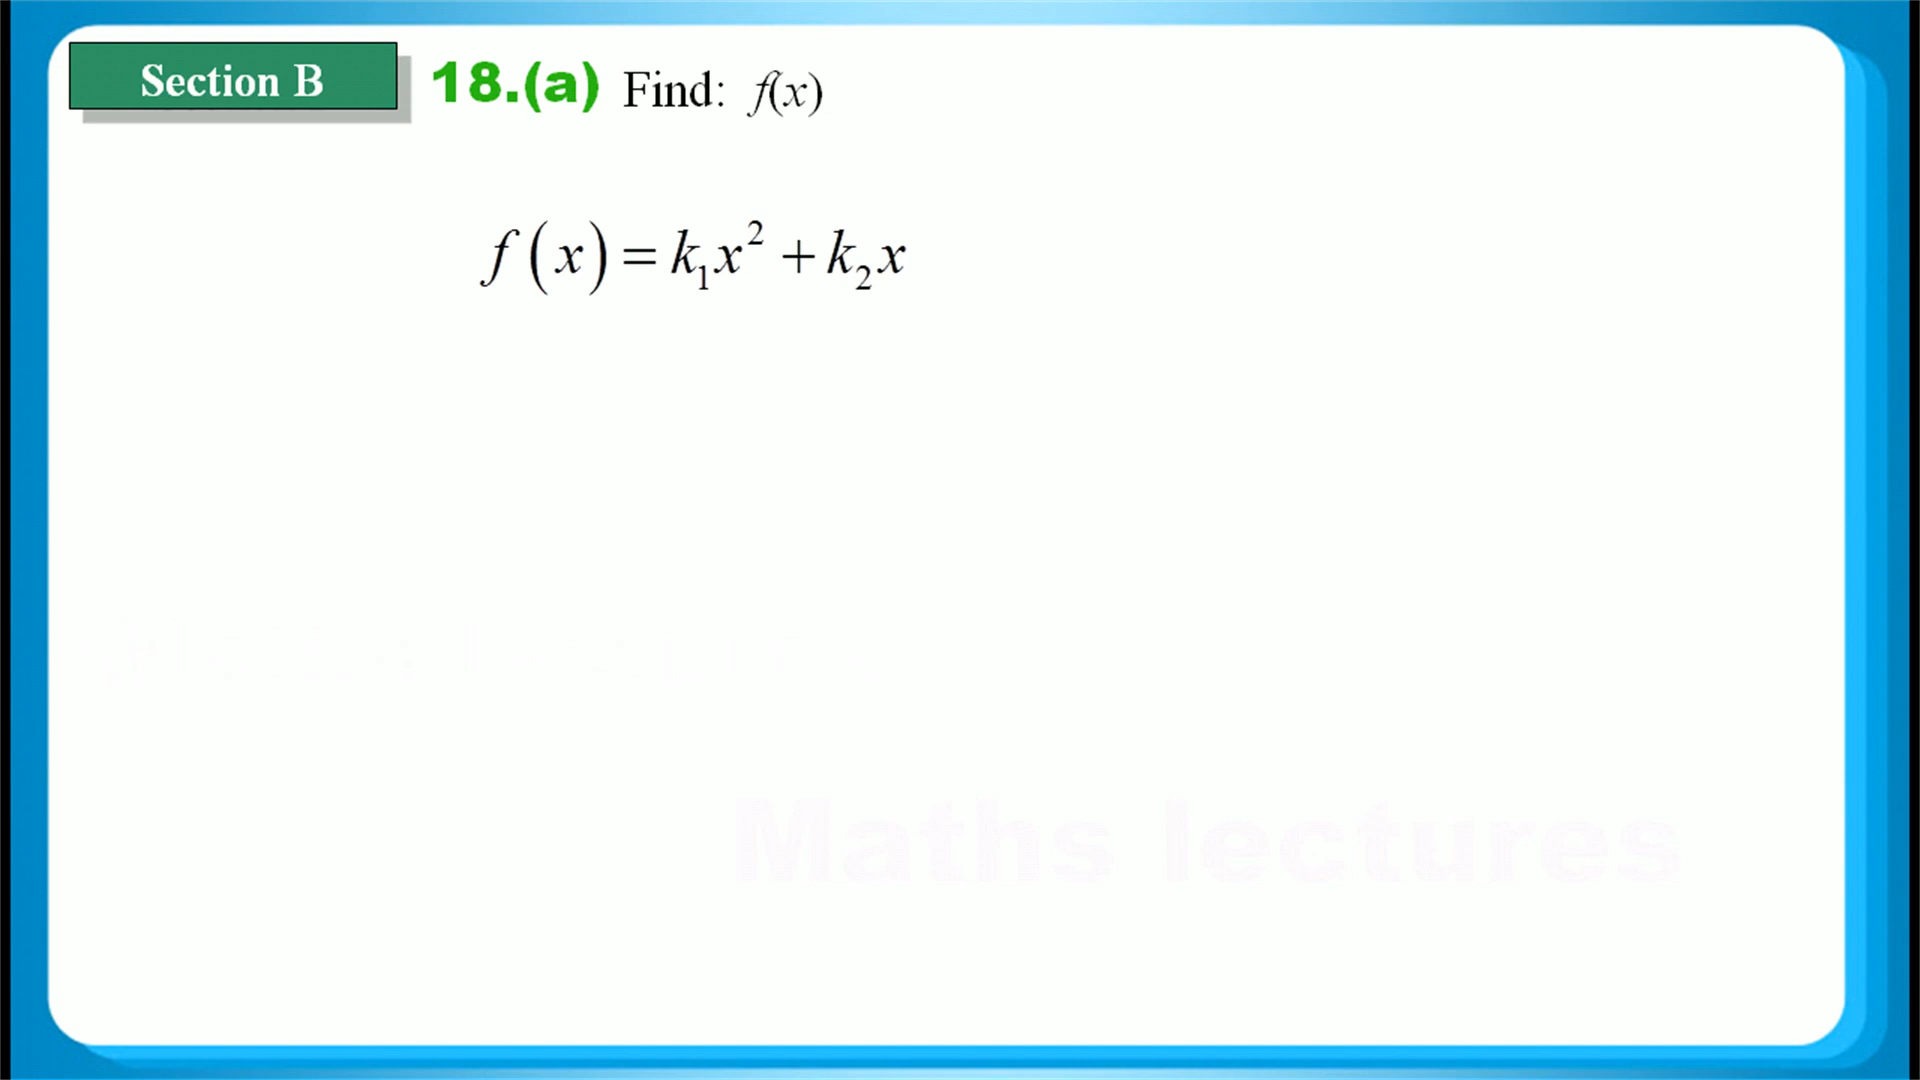 Section B 18.(a) Find: f(x)
f(x) = k₁x² + k₂x
Maths lectures